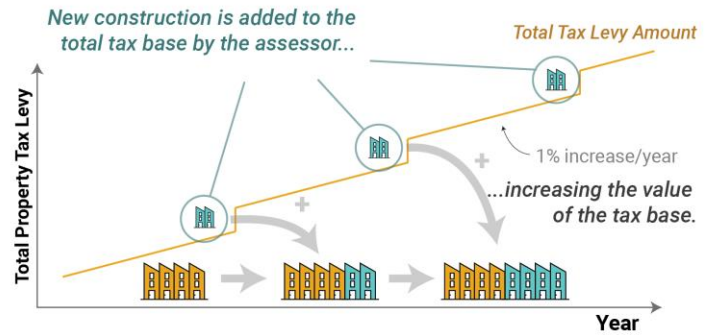 New construction is added to the
total tax base by the assessor...
Total Tax Levy Amount
Total Property Tax Levy
1% increase/year
+
+
...increasing the value
of the tax base.
Year